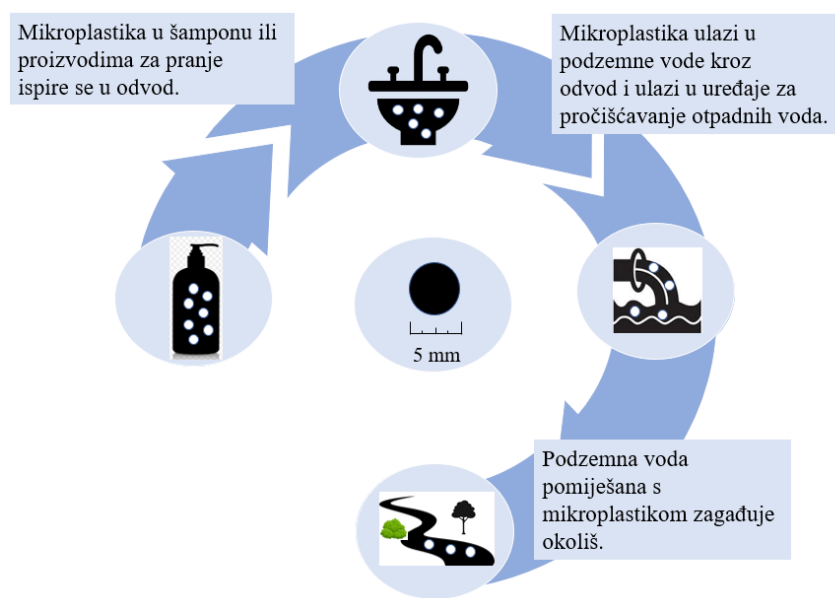 Mikroplastika u šamponu ili
proizvodima za pranje
ispire se u odvod.
Mikroplastika ulazi u
podzemne vode kroz
odvod i ulazi u uređaje za
pročišćavanje otpadnih voda.
5 mm
Podzemna voda
pomiješana s
mikroplastikom zagađuje
okoliš.